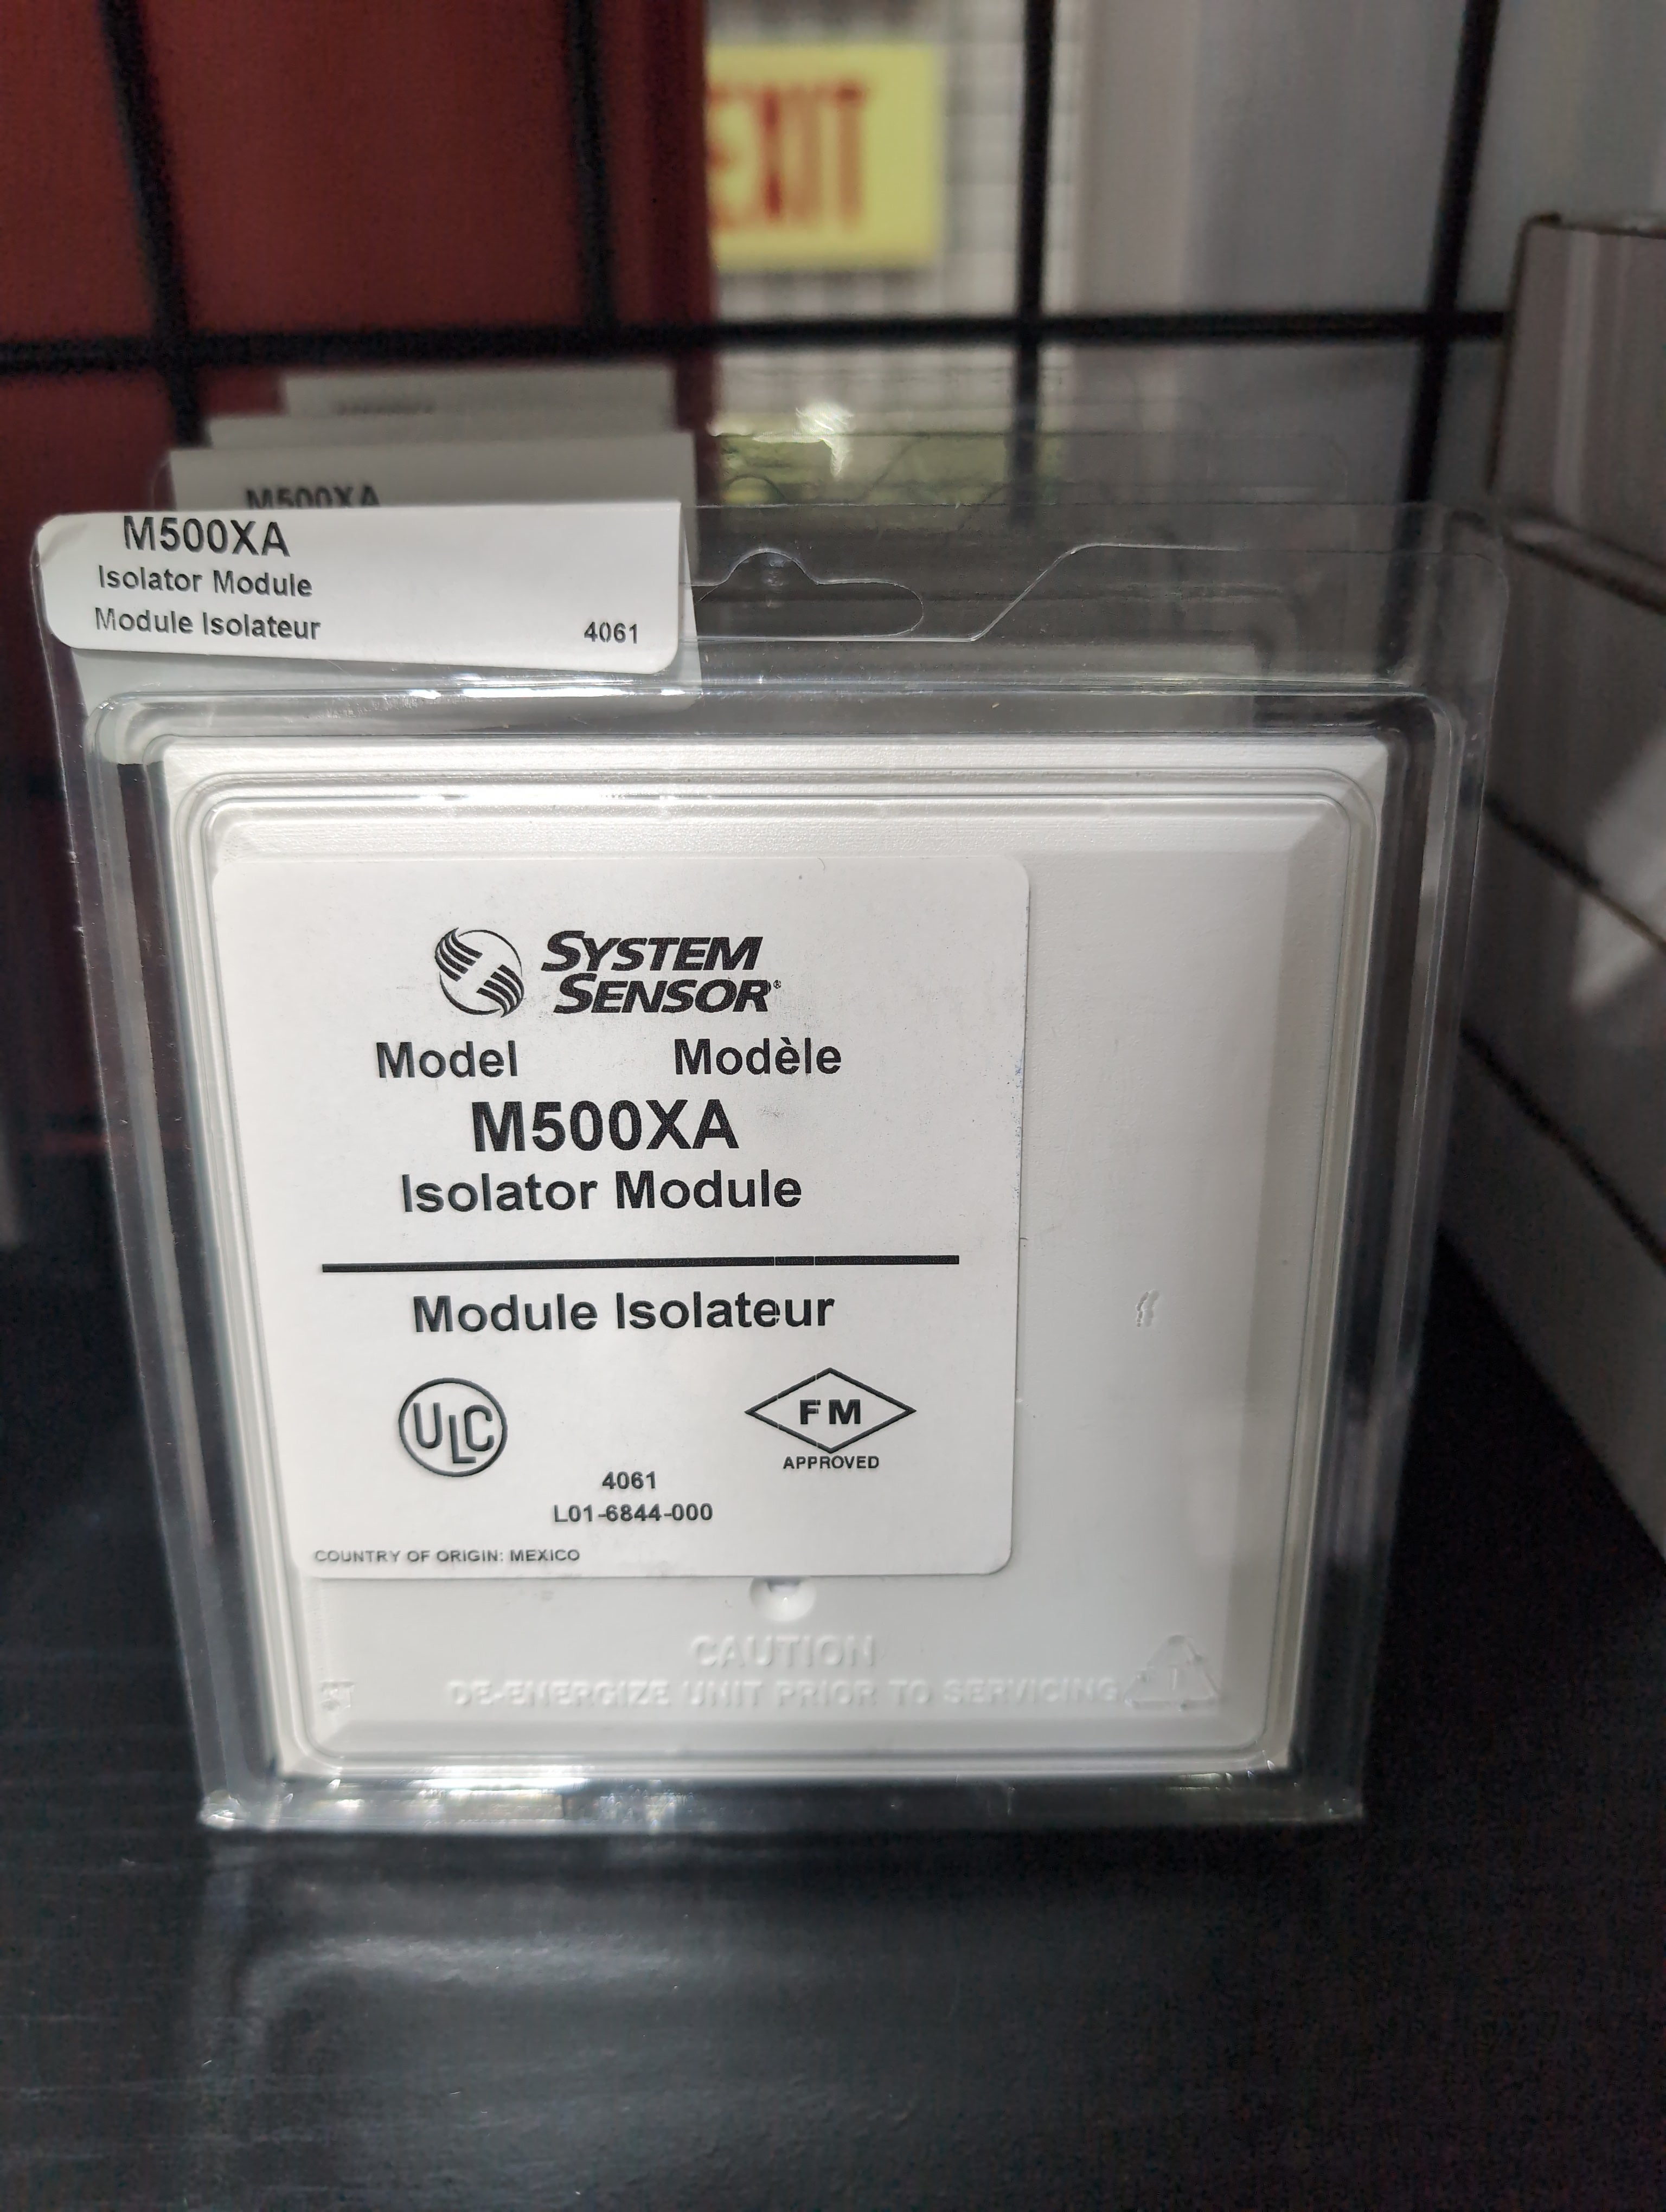 EXIT
M500XA
M500XA
Isolator Module
Module Isolateur 4061
SYSTEM
SENSOR®
Model Modèle
M500XA
Isolator Module
Module Isolateur
ULC
FM
APPROVED
4061
L01-6844-000
COUNTRY OF ORIGIN: MEXICO
CAUTION
DE-ENERGIZE UNIT PRIOR TO SERVICING